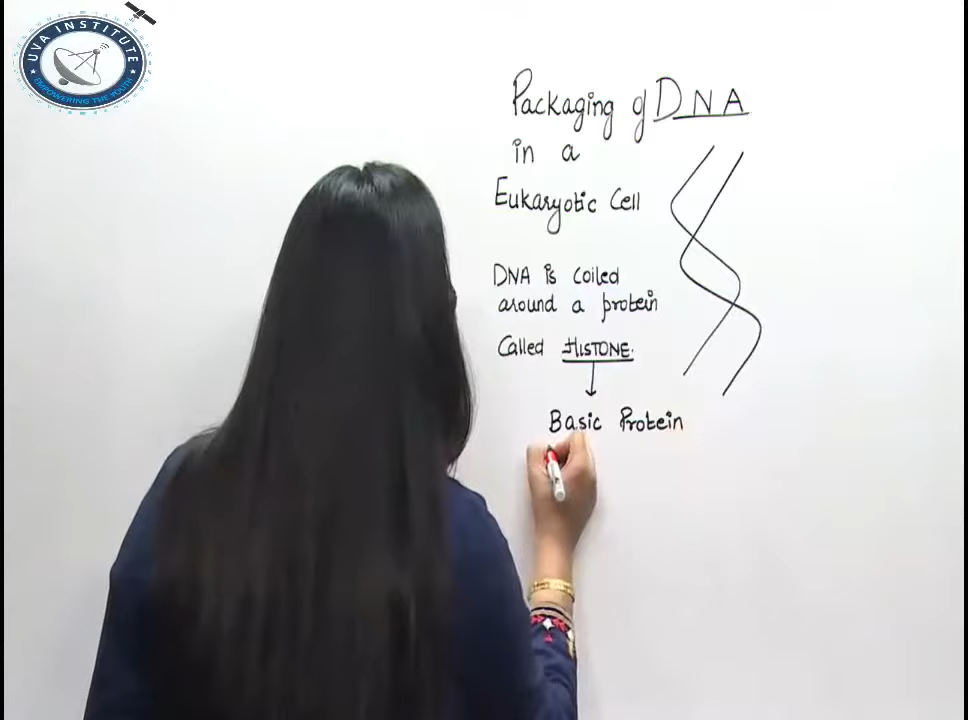 UVA INSTITUTE
EMPOWERING THE YOUTH
Packaging of DNA
in a
Eukaryotic Cell
DNA is coiled
around a protein
Called HISTONE.
Basic Protein